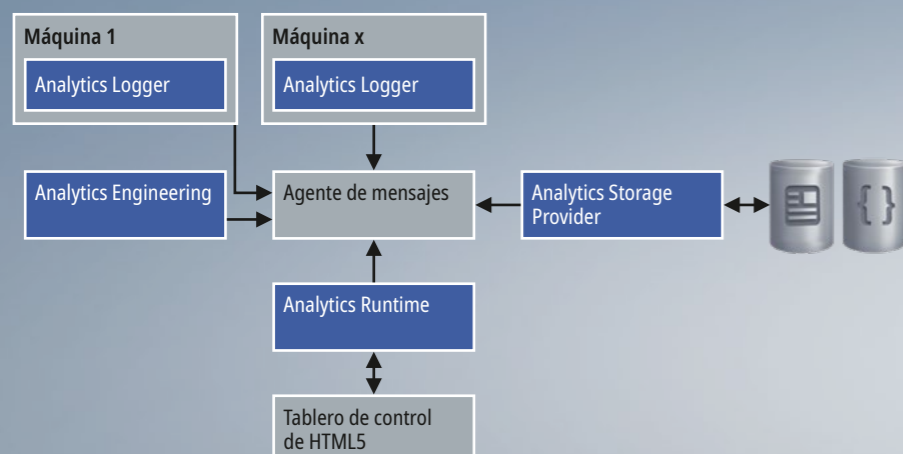 Máquina 1
Analytics Logger
Máquina x
Analytics Logger
Analytics Engineering
Agente de mensajes
Analytics Storage
Provider
Analytics Runtime
Tablero de control
de HTML5